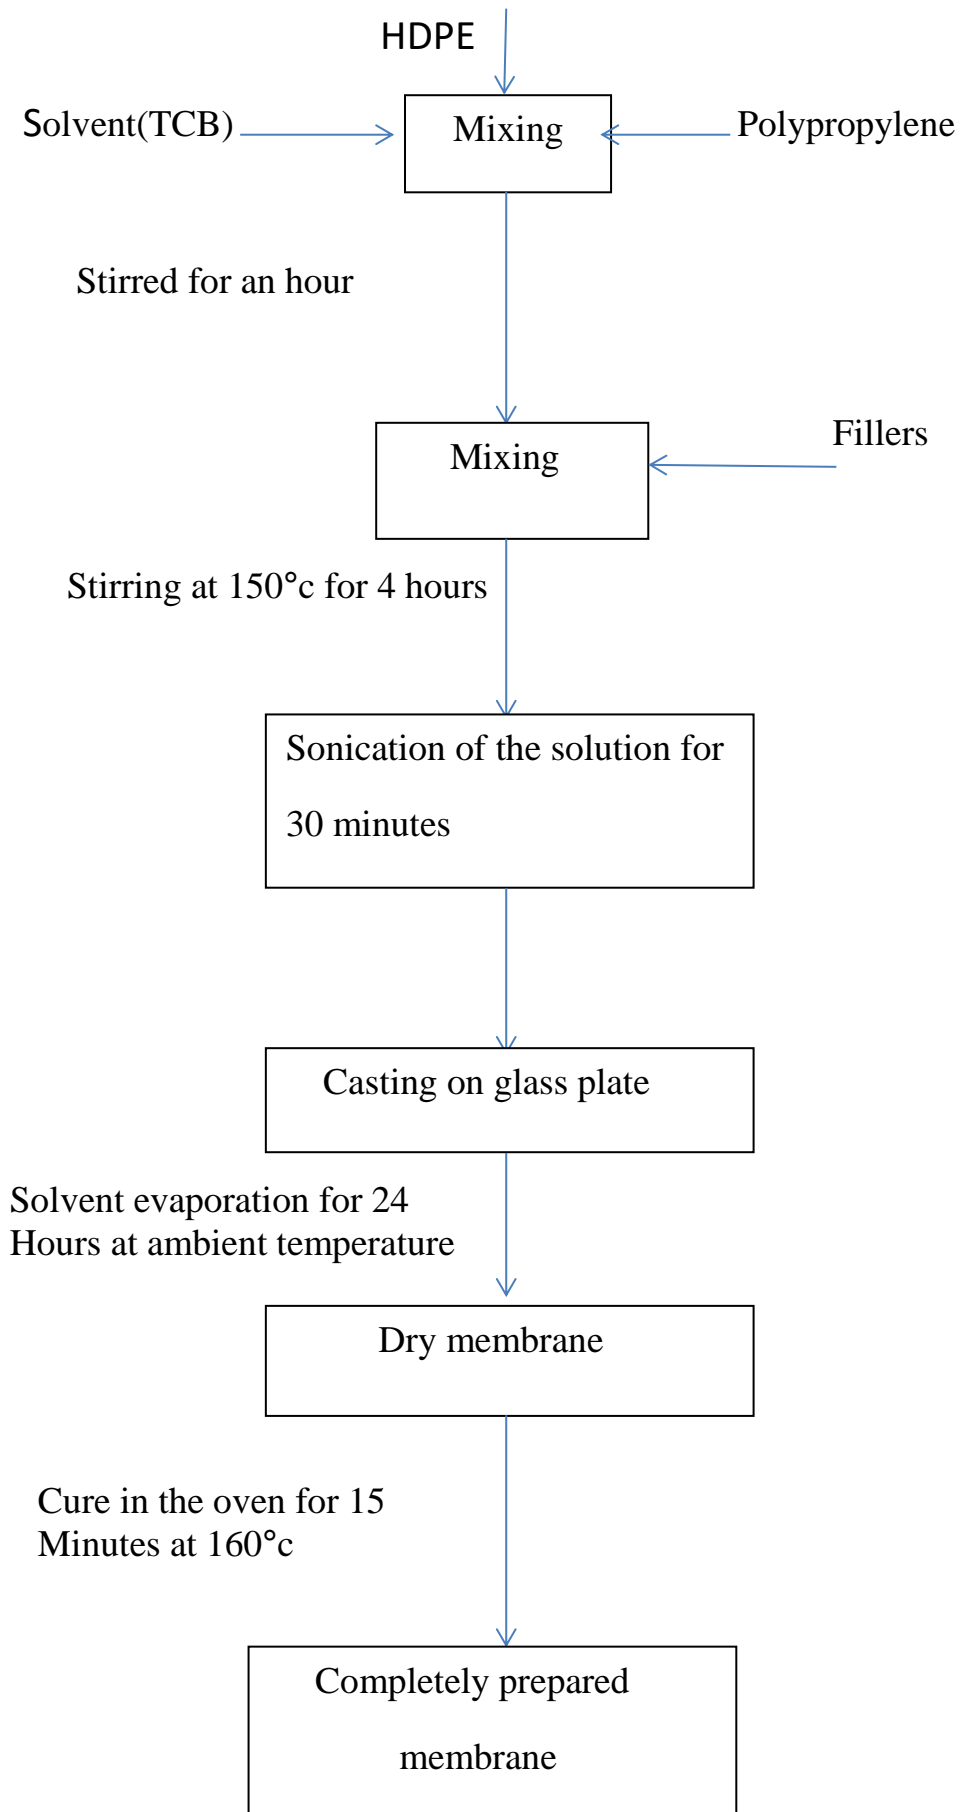 HDPE
Solvent(TCB)
Mixing
Polypropylene
Stirred for an hour
Fillers
Mixing
Stirring at 150°c for 4 hours
Sonication of the solution for
30 minutes
Casting on glass plate
Solvent evaporation for 24
Hours at ambient temperature
Dry membrane
Cure in the oven for 15
Minutes at 160°c
Completely prepared
membrane